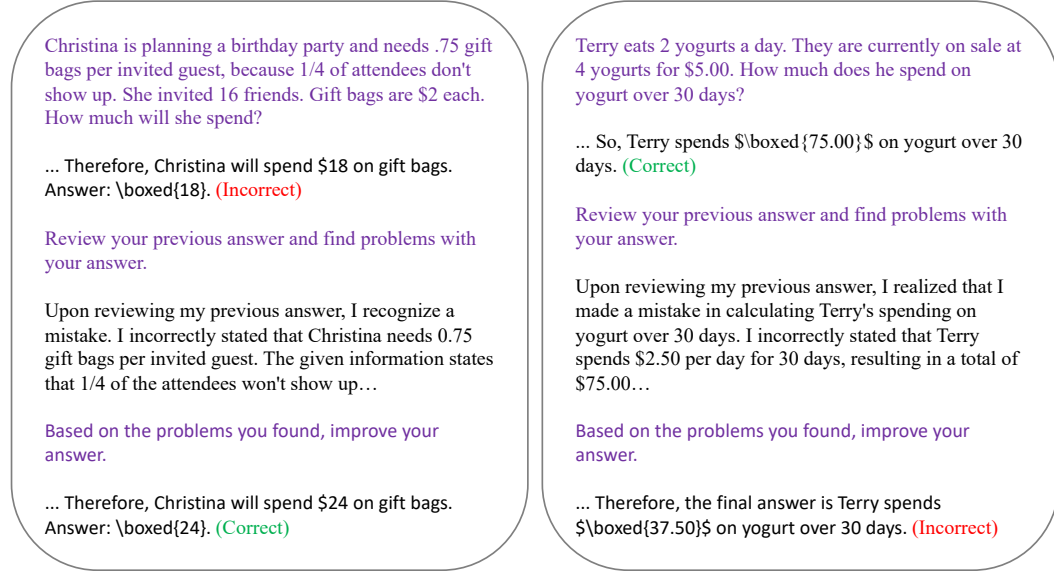 Christina is planning a birthday party and needs .75 gift
bags per invited guest, because 1/4 of attendees don't
show up. She invited 16 friends. Gift bags are $2 each.
How much will she spend?
... Therefore, Christina will spend $18 on gift bags.
Answer: \boxed{18}. (Incorrect)
Review your previous answer and find problems with
your answer.
Upon reviewing my previous answer, I recognize a
mistake. I incorrectly stated that Christina needs 0.75
gift bags per invited guest. The given information states
that 1/4 of the attendees won't show up…
Based on the problems you found, improve your
answer.
... Therefore, Christina will spend $24 on gift bags.
Answer: \boxed{24}. (Correct)
Terry eats 2 yogurts a day. They are currently on sale at
4 yogurts for $5.00. How much does he spend on
yogurt over 30 days?
... So, Terry spends $\boxed{75.00}$ on yogurt over 30
days. (Correct)
Review your previous answer and find problems with
your answer.
Upon reviewing my previous answer, I realized that I
made a mistake in calculating Terry's spending on
yogurt over 30 days. I incorrectly stated that Terry
spends $2.50 per day for 30 days, resulting in a total of
$75.00…
Based on the problems you found, improve your
answer.
... Therefore, the final answer is Terry spends
$\boxed{37.50}$ on yogurt over 30 days. (Incorrect)